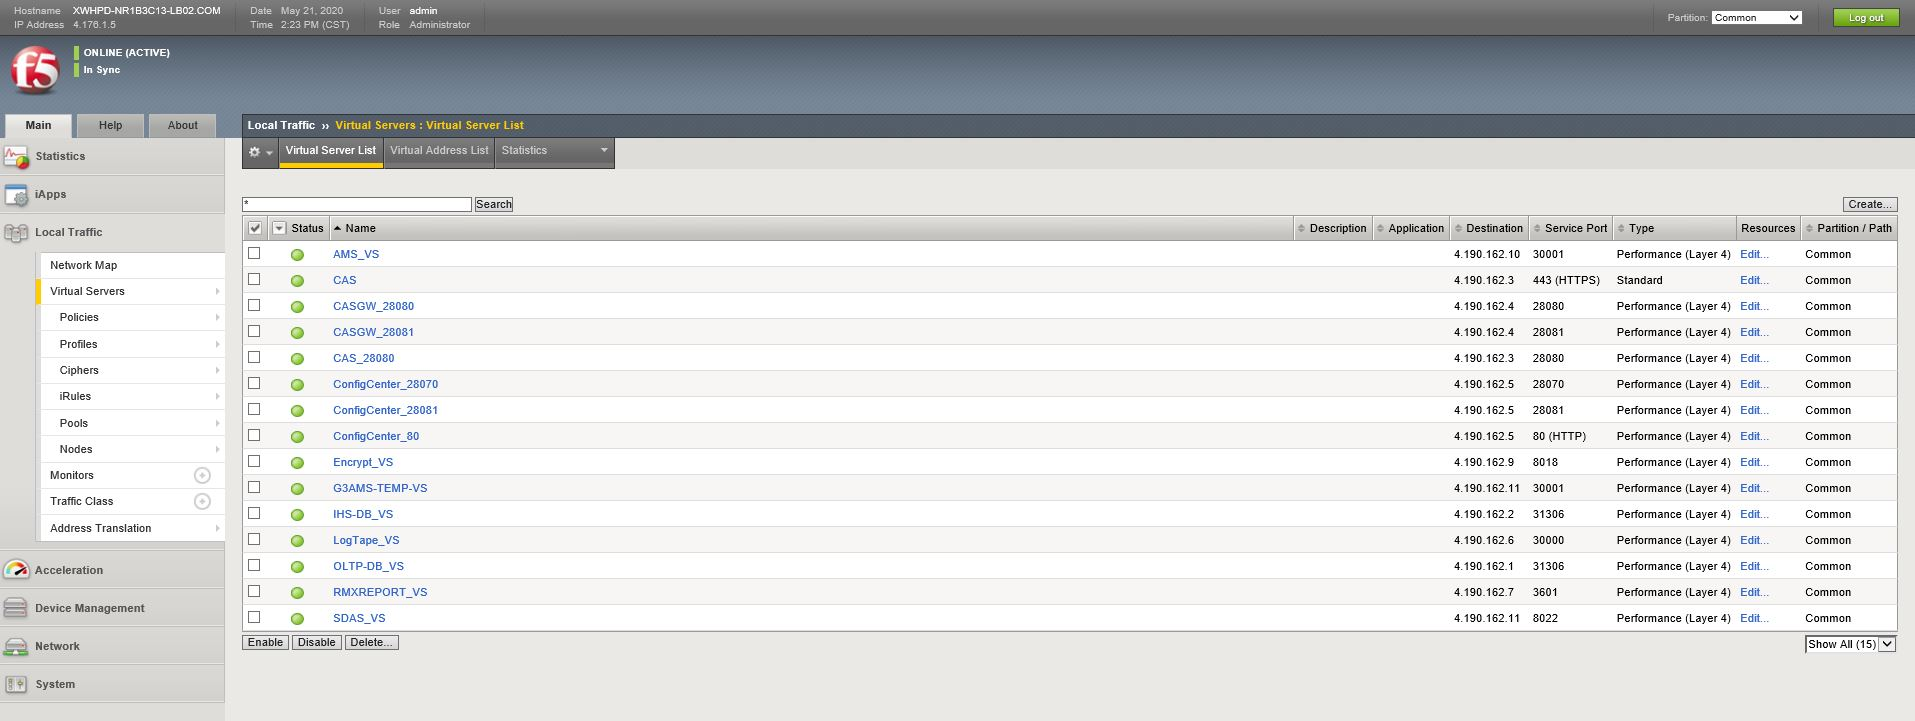 Hostname XWHPD-NR1B3C13-LB02.COM Date May 21, 2020 User admin Partition: Common Log out
IP Address 4.176.1.5 Time 2:23 PM (CST) Role Administrator
f5
ONLINE (ACTIVE)
In Sync
Main Help About
Local Traffic ›› Virtual Servers : Virtual Server List
Virtual Server List Virtual Address List Statistics
Statistics
iApps
Local Traffic
Network Map
Virtual Servers
Policies
Profiles
Ciphers
iRules
Pools
Nodes
Monitors
Traffic Class
Address Translation
Acceleration
Device Management
Network
System
* Search Create...
Status Name Description Application Destination Service Port Type Resources Partition / Path
AMS_VS 4.190.162.10 30001 Performance (Layer 4) Edit... Common
CAS 4.190.162.3 443 (HTTPS) Standard Edit... Common
CASGW_28080 4.190.162.4 28080 Performance (Layer 4) Edit... Common
CASGW_28081 4.190.162.4 28081 Performance (Layer 4) Edit... Common
CAS_28080 4.190.162.3 28080 Performance (Layer 4) Edit... Common
ConfigCenter_28070 4.190.162.5 28070 Performance (Layer 4) Edit... Common
ConfigCenter_28081 4.190.162.5 28081 Performance (Layer 4) Edit... Common
ConfigCenter_80 4.190.162.5 80 (HTTP) Performance (Layer 4) Edit... Common
Encrypt_VS 4.190.162.9 8018 Performance (Layer 4) Edit... Common
G3AMS-TEMP-VS 4.190.162.11 30001 Performance (Layer 4) Edit... Common
IHS-DB_VS 4.190.162.2 31306 Performance (Layer 4) Edit... Common
LogTape_VS 4.190.162.6 30000 Performance (Layer 4) Edit... Common
OLTP-DB_VS 4.190.162.1 31306 Performance (Layer 4) Edit... Common
RMXREPORT_VS 4.190.162.7 3601 Performance (Layer 4) Edit... Common
SDAS_VS 4.190.162.11 8022 Performance (Layer 4) Edit... Common
Enable Disable Delete... Show All (15)